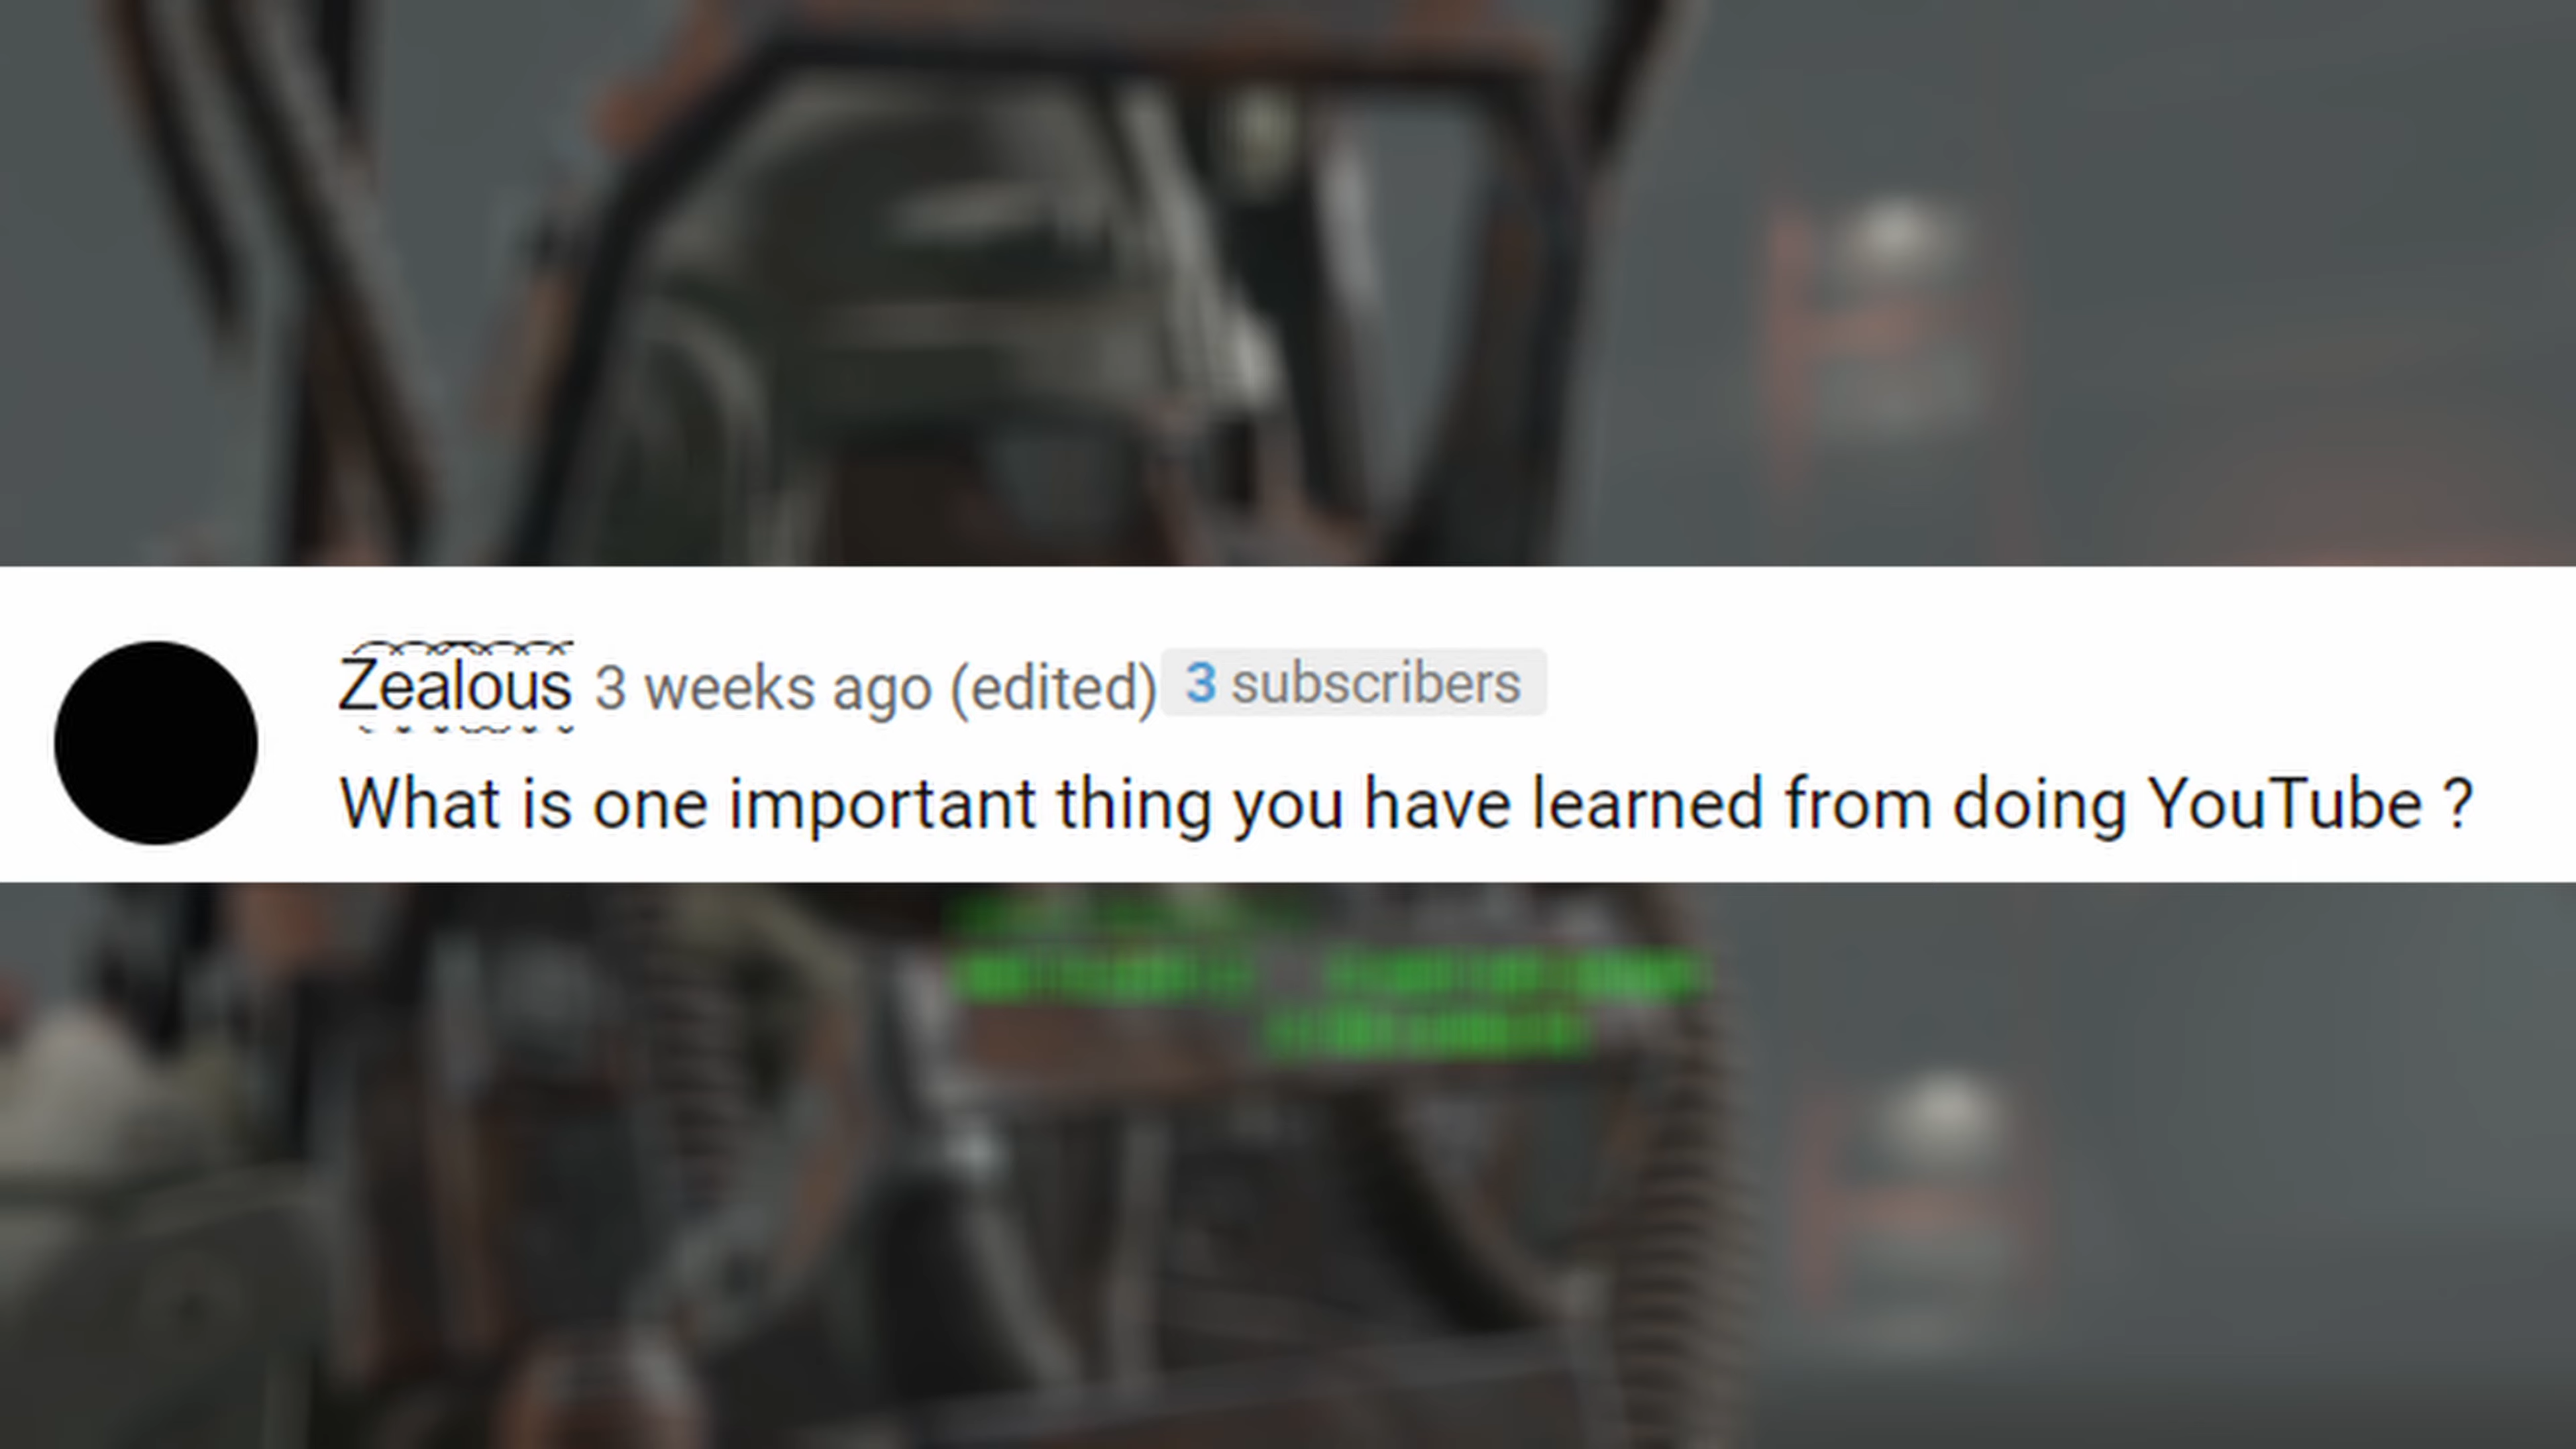 Zealous 3 weeks ago (edited) 3 subscribers
What is one important thing you have learned from doing YouTube ?